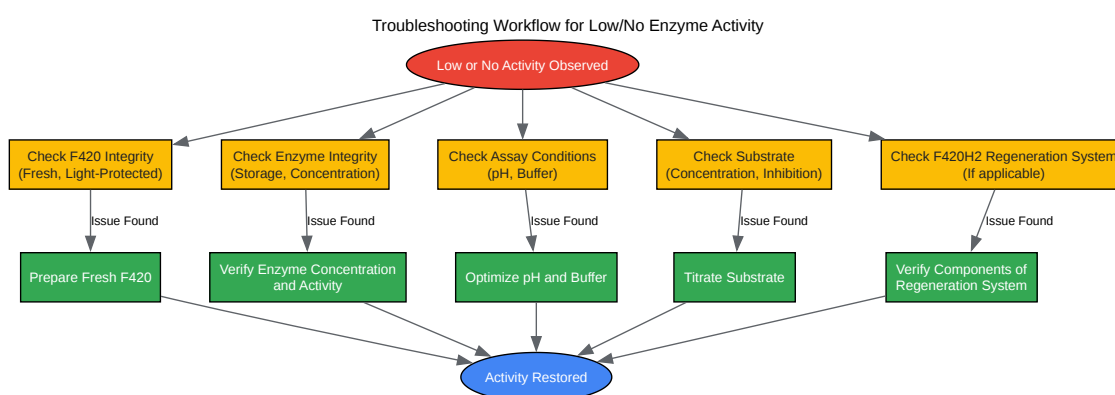 Troubleshooting Workflow for Low/No Enzyme Activity
Low or No Activity Observed
Check F420 Integrity
(Fresh, Light-Protected)
Check Enzyme Integrity
(Storage, Concentration)
Check Assay Conditions
(pH, Buffer)
Check Substrate
(Concentration, Inhibition)
Check F420H2 Regeneration System
(If applicable)
Issue Found
Issue Found
Issue Found
Issue Found
Issue Found
Prepare Fresh F420
Verify Enzyme Concentration
and Activity
Optimize pH and Buffer
Titrate Substrate
Verify Components of
Regeneration System
Activity Restored